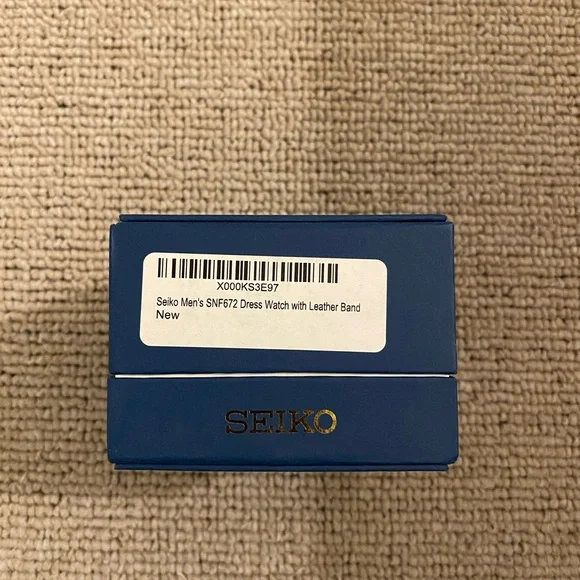 X000KS3E97
Seiko Men's SNF672 Dress Watch with Leather Band
New
SEIKO